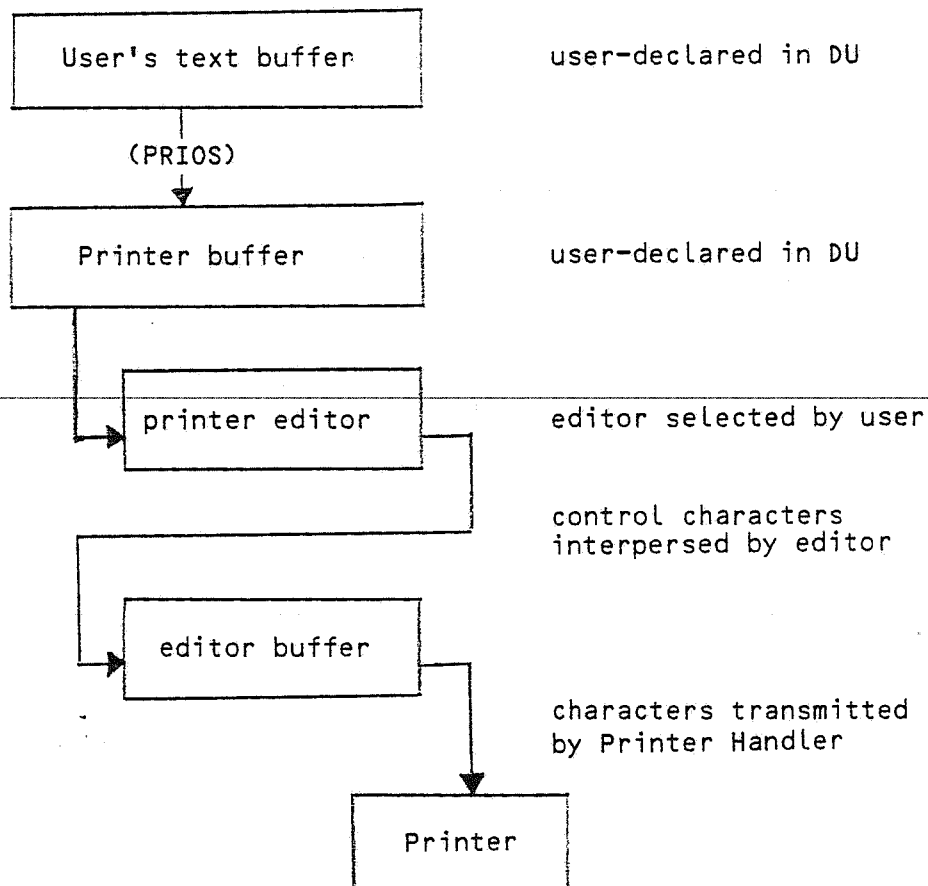 User's text buffer
user-declared in DU
(PRIOS)
Printer buffer
user-declared in DU
printer editor
editor selected by user
control characters
interpersed by editor
editor buffer
characters transmitted
by Printer Handler
Printer